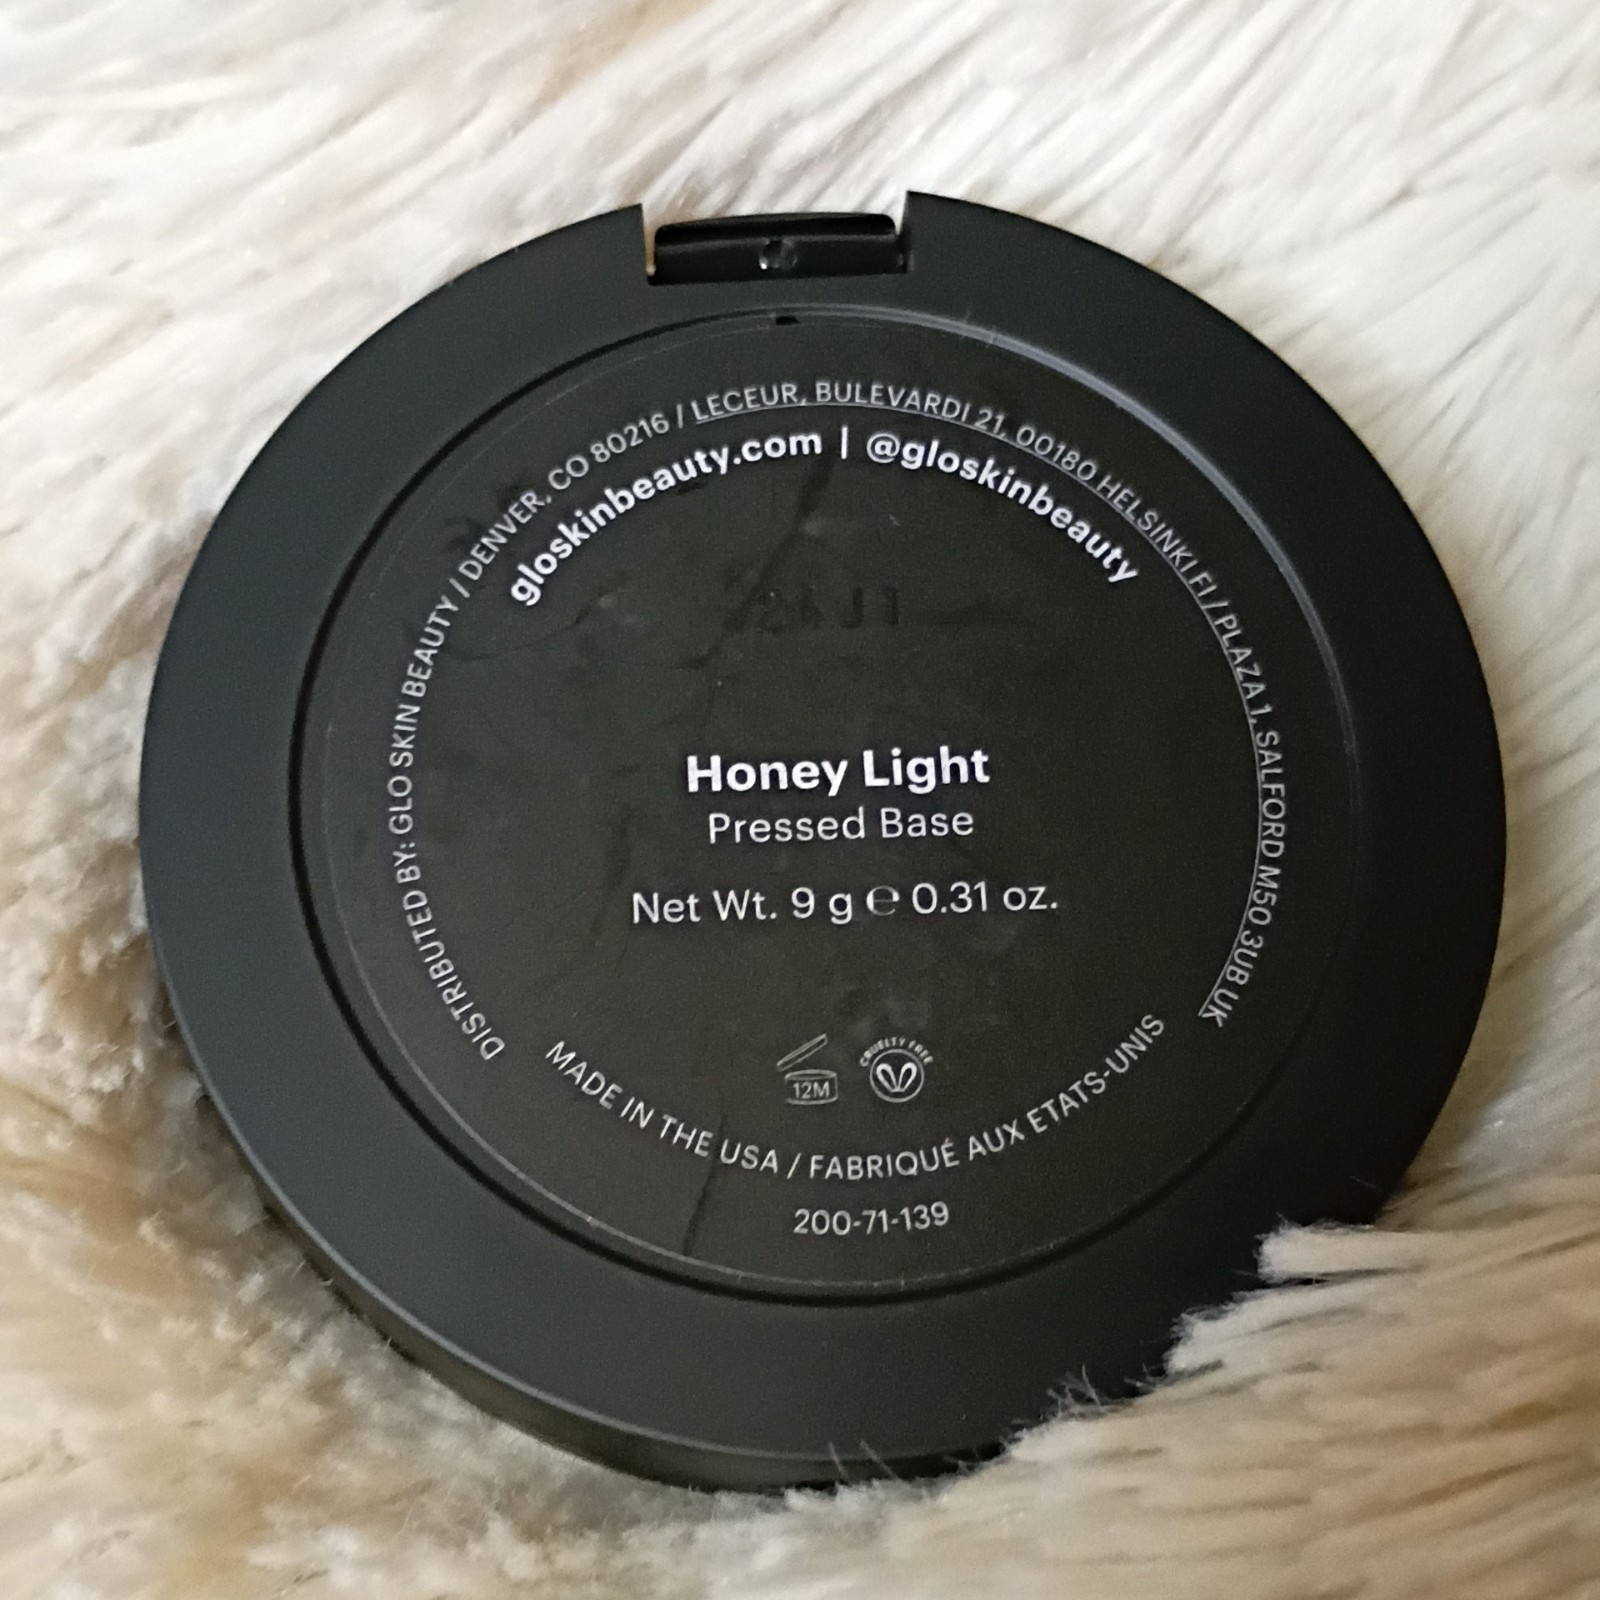 DISTRIBUTED BY: GLO SKIN BEAUTY / DENVER, CO 80216 / LECEUR, BULEVARDI 21, 00180 HELSINKI FI / PLAZA 1, SALFORD M50 3UB UK
gloskinbeauty.com | @gloskinbeauty
Honey Light
Pressed Base
Net Wt. 9 g ℮ 0.31 oz.
CRUELTY FREE
12M
MADE IN THE USA / FABRIQUÉ AUX ETATS-UNIS
200-71-139